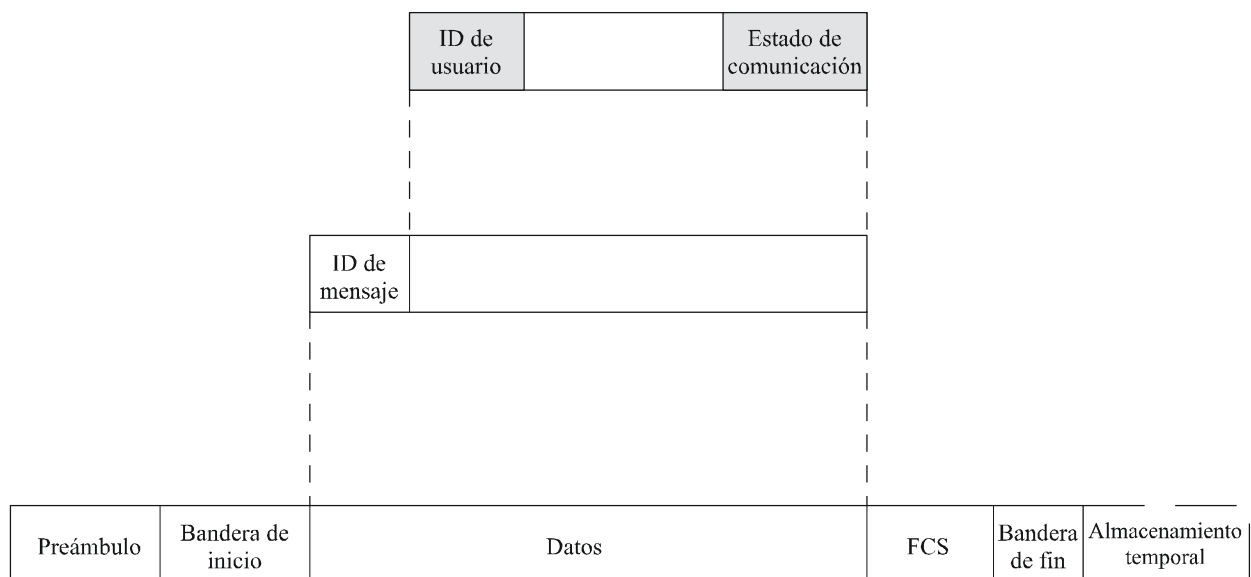 ID de
usuario
Estado de
comunicación
ID de
mensaje
Preámbulo
Bandera de
inicio
Datos
FCS
Bandera
de fin
Almacenamiento
temporal